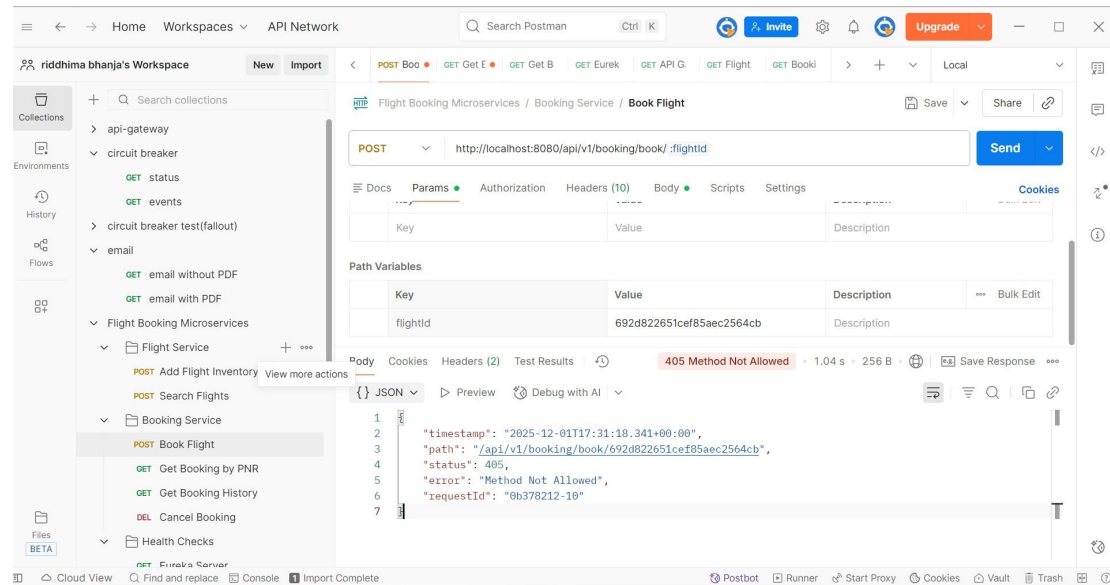 Home Workspaces API Network Search Postman Ctrl K Invite Upgrade
riddhima bhanja's Workspace New Import POST Boo GET Get E GET Get B GET Eurek GET API G GET Flight GET Booki Local
Collections
Environments
History
Flows
Files
BETA
Search collections
api-gateway
circuit breaker
GET status
GET events
circuit breaker test(fallout)
email
GET email without PDF
GET email with PDF
Flight Booking Microservices
Flight Service
POST Add Flight Inventory
View more actions
POST Search Flights
Booking Service
POST Book Flight
GET Get Booking by PNR
GET Get Booking History
DEL Cancel Booking
Health Checks
GET Eureka Server
HTTP Flight Booking Microservices / Booking Service / Book Flight Save Share
POST http://localhost:8080/api/v1/booking/book/ :flightId Send
Docs Params Authorization Headers (10) Body Scripts Settings Cookies
Key Value Description Bulk Edit
Key Value Description
Path Variables
Key Value Description Bulk Edit
flightId 692d822651cef85aec2564cb Description
Body Cookies Headers (2) Test Results 405 Method Not Allowed 1.04 s 256 B e.g. Save Response
{} JSON Preview Debug with AI
1 {
2 "timestamp": "2025-12-01T17:31:18.341+00:00",
3 "path": "/api/v1/booking/book/692d822651cef85aec2564cb",
4 "status": 405,
5 "error": "Method Not Allowed",
6 "requestId": "0b378212-10"
7 }
Cloud View Find and replace Console 1 Import Complete Postbot Runner Start Proxy Cookies Vault Trash